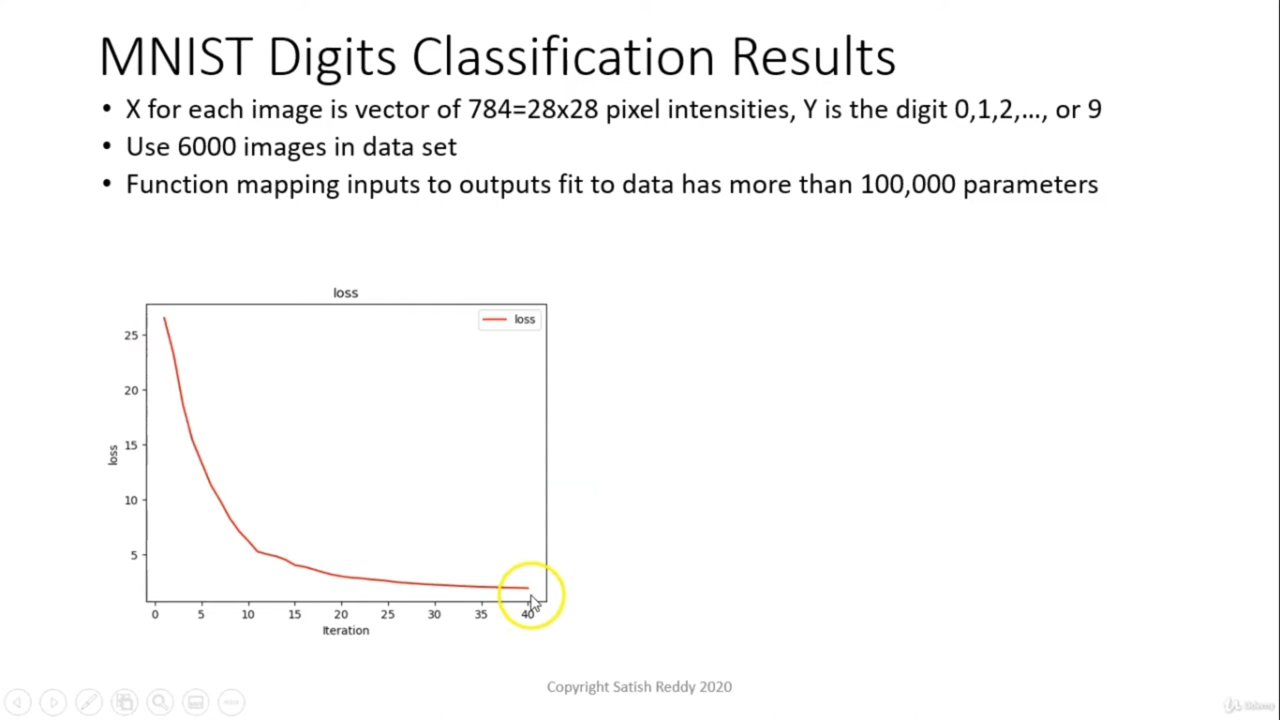 MNIST Digits Classification Results
• X for each image is vector of 784=28x28 pixel intensities, Y is the digit 0,1,2,…, or 9
• Use 6000 images in data set
• Function mapping inputs to outputs fit to data has more than 100,000 parameters
loss
loss
25
20
15
10
5
loss
0 5 10 15 20 25 30 35 40
Iteration
Copyright Satish Reddy 2020
Udemy